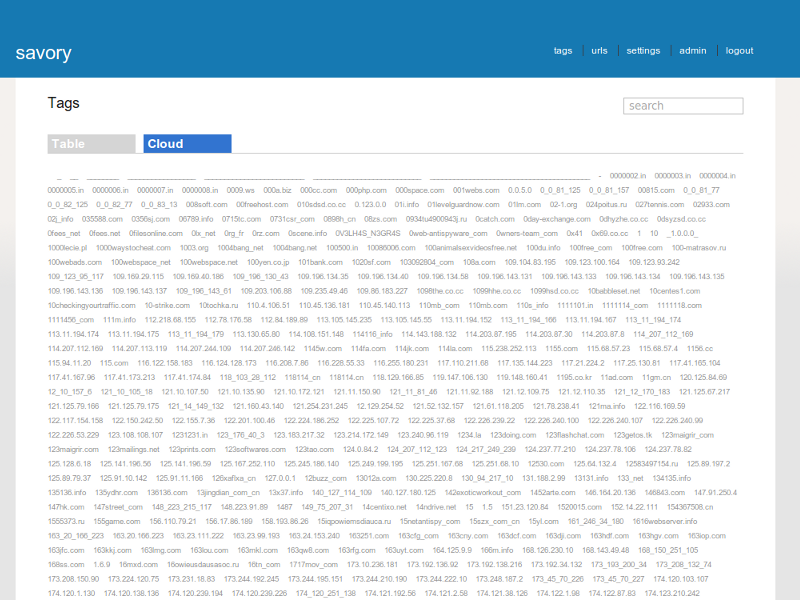 savory
tags urls settings admin logout
Tags
search
Table Cloud
0000002.in 0000003.in 0000004.in
0000005.in 0000006.in 0000007.in 0000008.in 0009.ws 000a.biz 000cc.com 000php.com 000space.com 001webs.com 0.0.5.0 0_0_81_125 0_0_81_157 00815.com 0_0_81_77
0_0_82_125 0_0_82_77 0_0_83_13 008soft.com 00freehost.com 010sdsd.co.cc 0.123.0.0 01i.info 01levelguardnow.com 01lm.com 02-1.org 024poitus.ru 027tennis.com 02933.com
02j_info 035588.com 0356sj.com 06789.info 0715tc.com 0731csr_com 0898h_cn 08zs.com 0934tu4900943j.ru 0catch.com 0day-exchange.com 0dhyzhe.co.cc 0dsyzsd.co.cc
0fees_net 0fees.net 0filesonline.com 0lx_net 0rg_fr 0rz.com 0scene.info 0V3LH4S_N3GR4S 0web-antispyware_com 0wners-team_com 0x41 0x69.co.cc 1 10 _1.0.0.0_
1000lecie.pl 1000waystocheat.com 1003.org 1004bang_net 1004bang.net 100500.in 10086006.com 100animalsexvideosfree.net 100du.info 100free_com 100free.com 100-matrasov.ru
100webads.com 100webspace_net 100webspace.net 100yen.co.jp 101bank.com 1020sf.com 103092804_com 108a.com 109.104.83.195 109.123.100.164 109.123.93.242
109_123_95_117 109.169.29.115 109.169.40.186 109_196_130_43 109.196.134.35 109.196.134.40 109.196.134.58 109.196.143.131 109.196.143.133 109.196.143.134 109.196.143.135
109.196.143.136 109.196.143.137 109_196_143_61 109.203.106.88 109.235.49.46 109.86.183.227 1098the.co.cc 1099hhe.co.cc 1099hsd.co.cc 10babbleset.net 10centes1.com
10checkingyourtraffic.com 10-strike.com 10tochka.ru 110.4.106.51 110.45.136.181 110.45.140.113 110mb_com 110mb.com 110s_info 1111101.in 1111114_com 1111118.com
1111456_com 111m.info 112.218.68.155 112.78.176.58 112.84.189.89 113.105.145.235 113.105.145.55 113.11.194.152 113_11_194_166 113.11.194.167 113_11_194_174
113.11.194.174 113.11.194.175 113_11_194_179 113.130.65.80 114.108.151.148 114116_info 114.143.188.132 114.203.87.195 114.203.87.30 114.203.87.8 114_207_112_169
114.207.112.169 114.207.113.119 114.207.244.109 114.207.246.142 1145w.com 114fa.com 114jk.com 114la.com 115.238.252.113 1155.com 115.68.57.23 115.68.57.4 1156.cc
115.94.11.20 115.com 116.122.158.183 116.124.128.173 116.208.7.86 116.228.55.33 116.255.180.231 117.110.211.68 117.135.144.223 117.21.224.2 117.25.130.81 117.41.165.104
117.41.167.96 117.41.173.213 117.41.174.84 118_103_28_112 118114_cn 118114.cn 118.129.166.85 119.147.106.130 119.148.160.41 1195.co.kr 11ad.com 11gm.cn 120.125.84.69
12_10_157_6 121_10_105_18 121.10.107.50 121.10.135.90 121.10.172.121 121.11.150.90 121_11_81_46 121.11.92.188 121.12.109.75 121.12.110.35 121_12_170_183 121.125.67.217
121.125.79.166 121.125.79.175 121_14_149_132 121.160.43.140 121.254.231.245 12.129.254.52 121.52.132.157 121.61.118.205 121.78.238.41 121ma.info 122.116.169.59
122.117.154.158 122.150.242.50 122.155.7.36 122.201.100.46 122.224.186.252 122.225.107.72 122.225.37.68 122.226.239.22 122.226.240.100 122.226.240.107 122.226.240.99
122.226.53.229 123.108.108.107 1231231.in 123_176_40_3 123.183.217.32 123.214.172.149 123.240.96.119 1234.la 123doing.com 123flashchat.com 123getos.tk 123maigrir_com
123maigrir.com 123mailings.net 123prints.com 123softwares.com 123tao.com 124.0.84.2 124_207_112_123 124_217_249_239 124.237.77.210 124.237.78.106 124.237.78.82
125.128.6.18 125.141.196.56 125.141.196.59 125.167.252.110 125.245.186.140 125.249.199.195 125.251.167.68 125.251.68.10 12530.com 125.64.132.4 1258349715​4.ru 125.89.197.2
125.89.79.37 125.91.10.142 125.91.11.166 126xaflxa_cn 127.0.0.1 12buzz_com 13012a.com 130.225.220.8 130_94_217_10 131.188.2.99 13131.info 133_net 134135.info
135136.info 135ydhr.com 136136.com 13jingdian_com_cn 13x37.info 140_127_114_109 140.127.180.125 142exoticworkout_com 1452arte.com 146.164.20.136 146843.com 147.91.250.4
147hk.com 147street_com 148_223_215_117 148.223.91.89 1487 149_75_207_31 14centixo.net 14ndrive.net 15 1.5 151.23.120.84 1520015.com 152.14.22.111 154367508.cn
1555373.ru 155game.com 156.110.79.21 156.17.86.189 158.193.86.26 15iqpowiemsdiauca.ru 15netantispy_com 15szx_com_cn 15yl.com 161_246_34_180 1616webserver.info
163_20_166_223 163.20.166.223 163.23.111.222 163.23.99.193 163.24.153.240 163251.com 163cfg_com 163cny.com 163dcf.com 163dj.com 163hdf.com 163hgv.com 163iop.com
163jfc.com 163kkj.com 163lmg.com 163lou.com 163mkl.com 163qw8.com 163rfg.com 163uyt.com 164.125.9.9 166m.info 168.126.230.10 168.143.49.48 168_150_251_105
168ss.com 1.6.9 16mxd.com 16owieusdausasoc.ru 16tn_com 1717mov_com 173.10.236.181 173.192.136.92 173.192.138.216 173.192.34.132 173_193_200_34 173_208_132_74
173.208.150.90 173.224.120.75 173.231.18.83 173.244.192.245 173.244.195.151 173.244.210.190 173.244.222.10 173.248.187.2 173_45_70_226 173_45_70_227 174.120.103.107
174.120.1.130 174.120.138.136 174.120.239.194 174.120.239.226 174_120_251_138 174.121.192.56 174.121.2.58 174.121.38.126 174.122.1.98 174.122.87.83 174.123.210.242